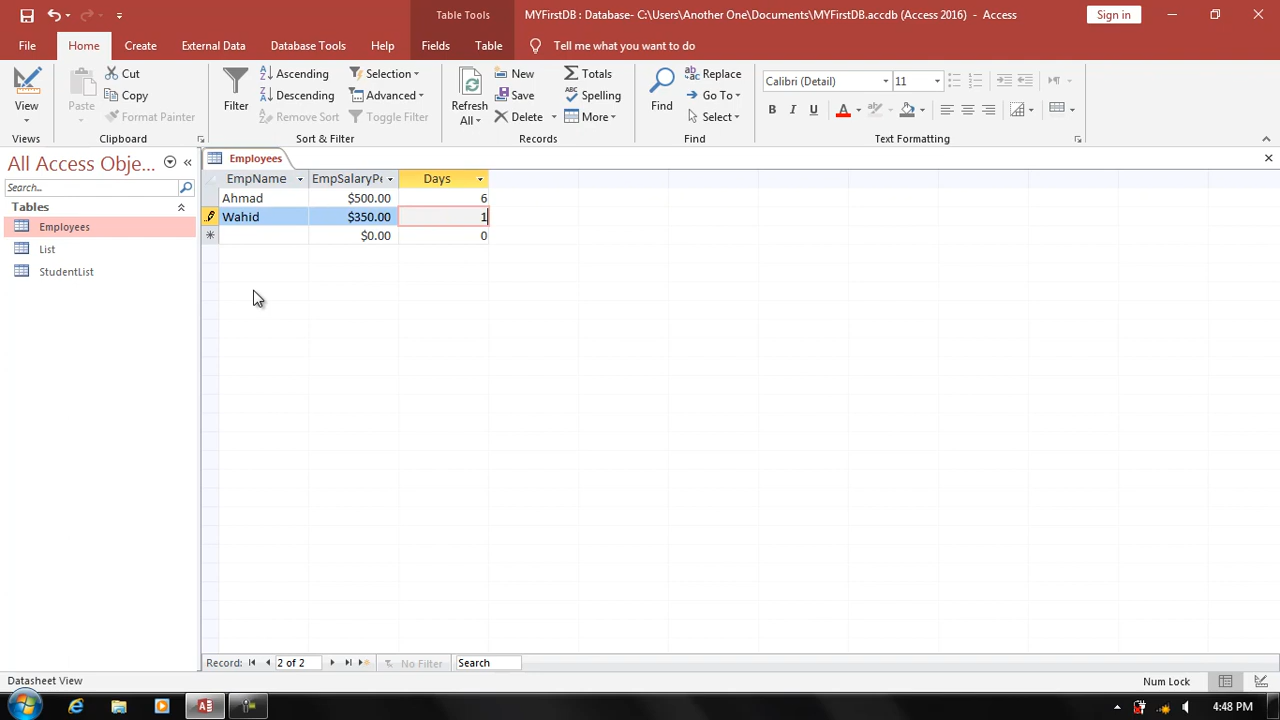 Table Tools
MYFirstDB : Database- C:\Users\Another One\Documents\MYFirstDB.accdb (Access 2016) - Access
Sign in
File Home Create External Data Database Tools Help Fields Table Tell me what you want to do
View
Views
Paste
Cut
Copy
Format Painter
Clipboard
Filter
Ascending
Descending
Remove Sort
Selection
Advanced
Toggle Filter
Sort & Filter
Refresh
All
New
Save
Delete
Totals
Spelling
More
Records
Find
Replace
Go To
Select
Find
Calibri (Detail) 11
B I U A
Text Formatting
All Access Obje...
Search...
Tables
Employees
List
StudentList
Employees
EmpName EmpSalaryPe Days
Ahmad $500.00 6
Wahid $350.00 1
$0.00 0
Record: 2 of 2 No Filter Search
Datasheet View
Num Lock
4:48 PM